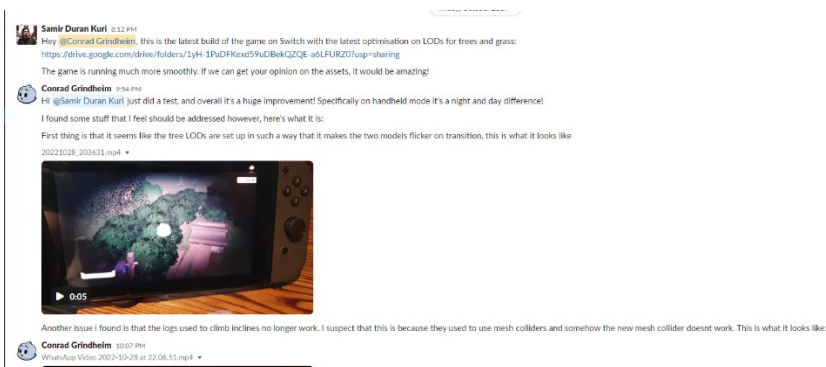 Samir Duran Kuri 8:12 PM
Hey @Conrad Grindheim, this is the latest build of the game on Switch with the latest optimisation on LODs for trees and grass:
https://drive.google.com/drive/folders/1yH-1PaDFKexd59uDBekQZQE-a6LFURZ0?usp=sharing
The game is running much more smoothly. If we can get your opinion on the assets, it would be amazing!
Conrad Grindheim 9:54 PM
Hi @Samir Duran Kuri just did a test, and overall it's a huge improvement! Specifically on handheld mode it's a night and day difference!
I found some stuff that I feel should be addressed however, here's what it is:
First thing is that it seems like the tree LODs are set up in such a way that it makes the two models flicker on transition, this is what it looks like
20221028_203631.mp4
0:05
Another issue i found is that the logs used to climb inclines no longer work. I suspect that this is because they used to use mesh colliders and somehow the new mesh collider doesnt work. This is what it looks like:
Conrad Grindheim 10:07 PM
WhatsApp Video 2022-10-28 at 22.06.51.mp4